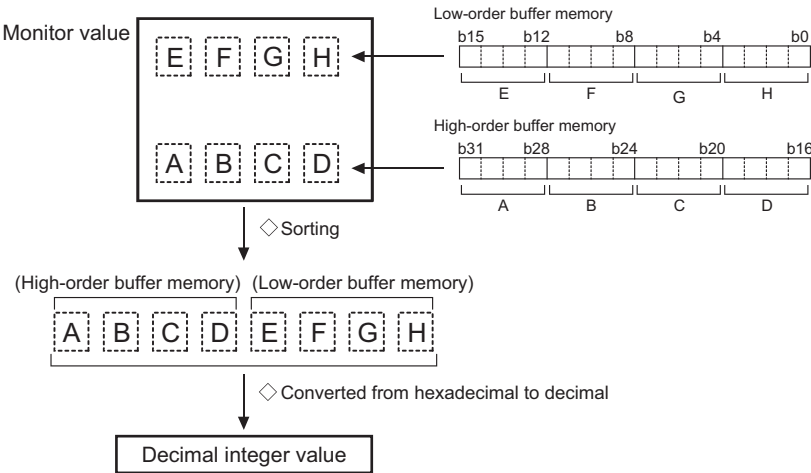 Low-order buffer memory
Monitor value
b15 b12 b8 b4 b0
E F G H
E F G H
High-order buffer memory
b31 b28 b24 b20 b16
A B C D
A B C D
◇ Sorting
(High-order buffer memory) (Low-order buffer memory)
A B C D E F G H
◇ Converted from hexadecimal to decimal
Decimal integer value